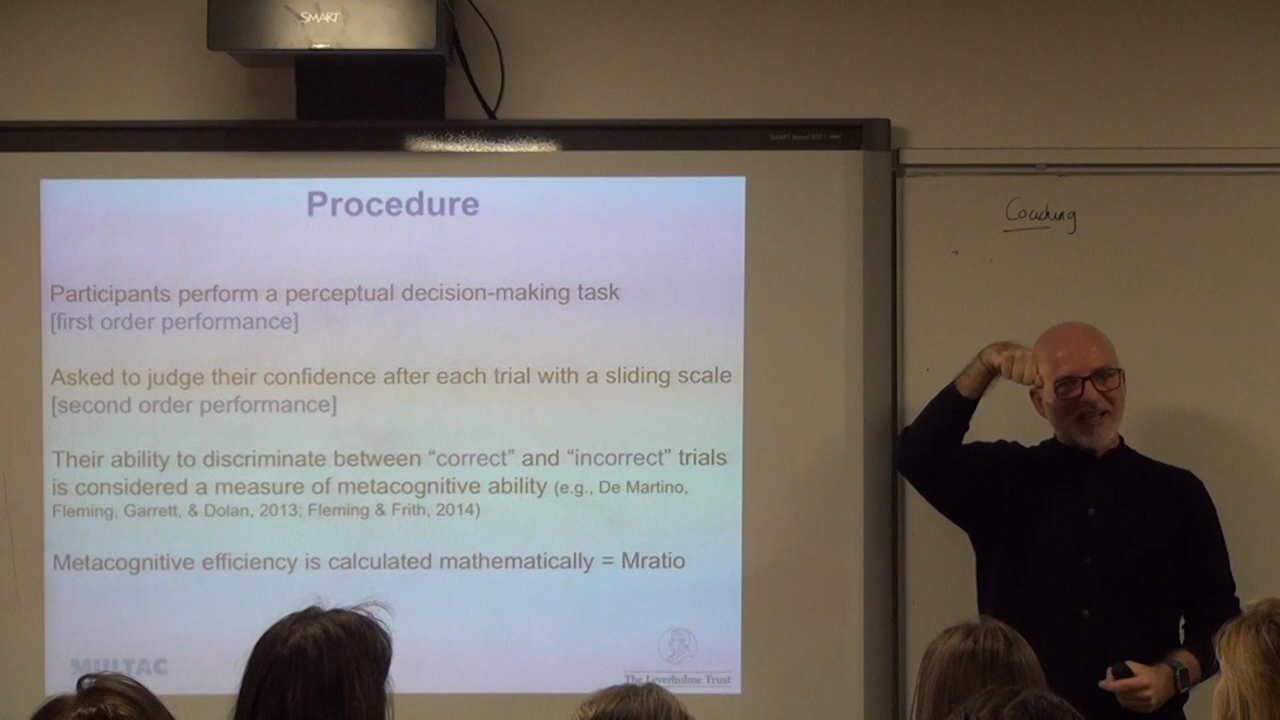 SMART
SMART Board 800
Procedure
Coaching
Participants perform a perceptual decision-making task
[first order performance]
Asked to judge their confidence after each trial with a sliding scale
[second order performance]
Their ability to discriminate between “correct” and “incorrect” trials
is considered a measure of metacognitive ability (e.g., De Martino,
Fleming, Garrett, & Dolan, 2013; Fleming & Frith, 2014)
Metacognitive efficiency is calculated mathematically = Mratio
The Leverhulme Trust